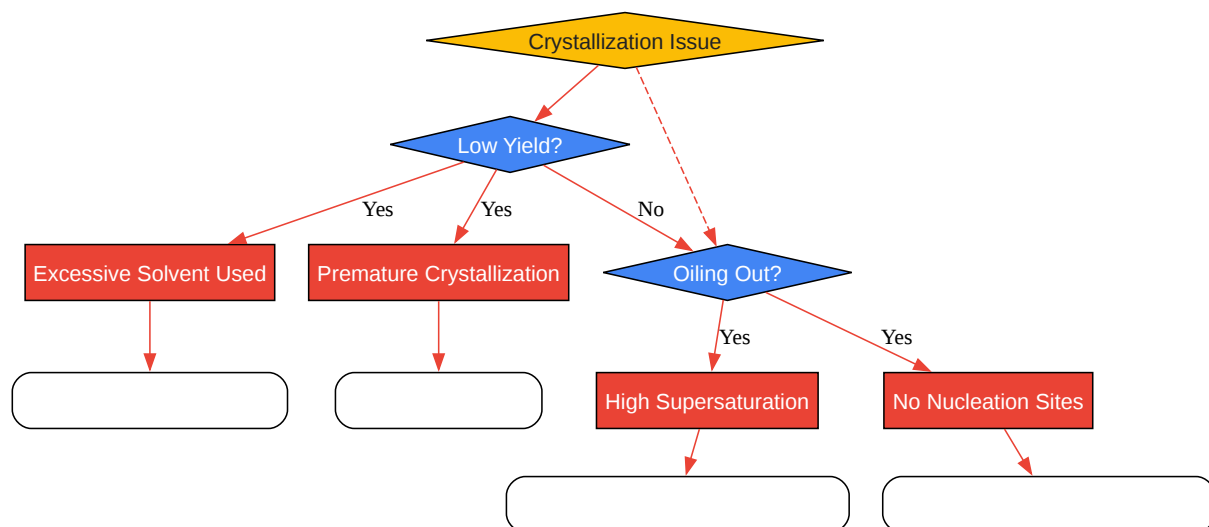 Crystallization Issue
Low Yield?
Yes
Yes
No
Excessive Solvent Used
Premature Crystallization
Oiling Out?
Yes
Yes
High Supersaturation
No Nucleation Sites